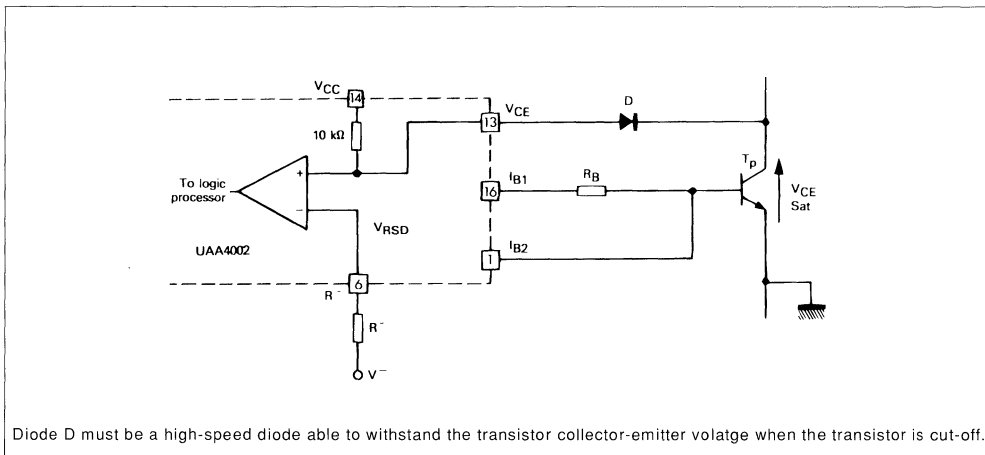 VCC
14
VCE
D
13
10 kΩ
+
To logic
processor
−
VRSD
UAA4002
IB1
16
RB
Tp
VCE
Sat
IB2
1
6
R−
R−
V−
Diode D must be a high-speed diode able to withstand the transistor collector-emitter volatge when the transistor is cut-off.